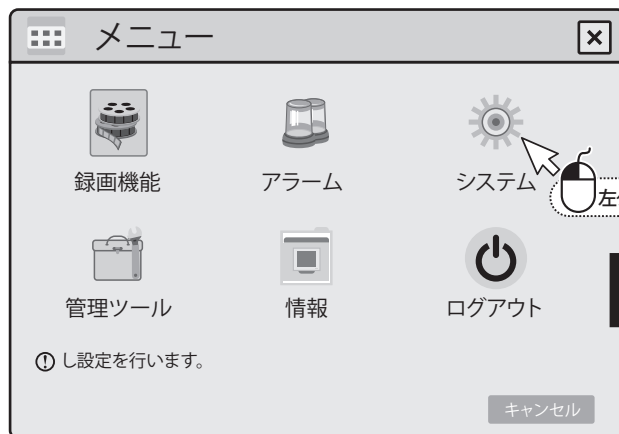 メニュー
録画機能 アラーム システム
左
管理ツール 情報 ログアウト
し設定を行います。
キャンセル